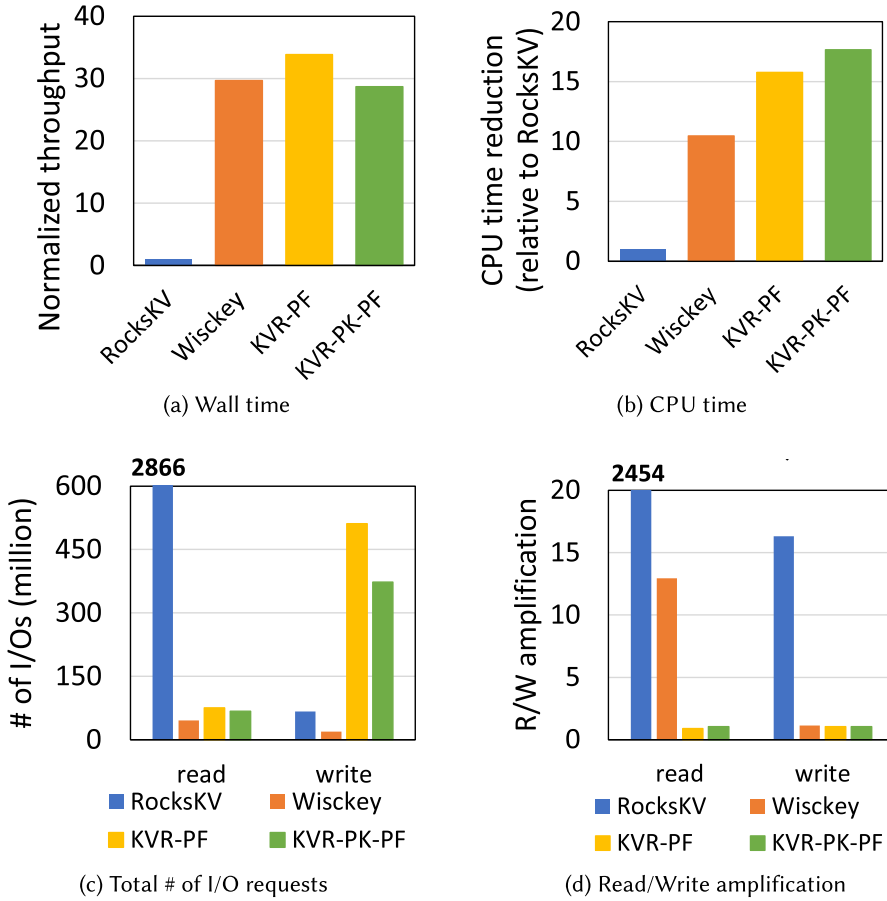 Normalized throughput
40
30
20
10
0
RocksKV
Wisckey
KVR-PF
KVR-PK-PF
(a) Wall time
CPU time reduction
(relative to RocksKV)
20
15
10
5
0
RocksKV
Wisckey
KVR-PF
KVR-PK-PF
(b) CPU time
2866
# of I/Os (million)
600
450
300
150
0
read write
RocksKV Wisckey
KVR-PF KVR-PK-PF
(c) Total # of I/O requests
2454
R/W amplification
20
15
10
5
0
read write
RocksKV Wisckey
KVR-PF KVR-PK-PF
(d) Read/Write amplification